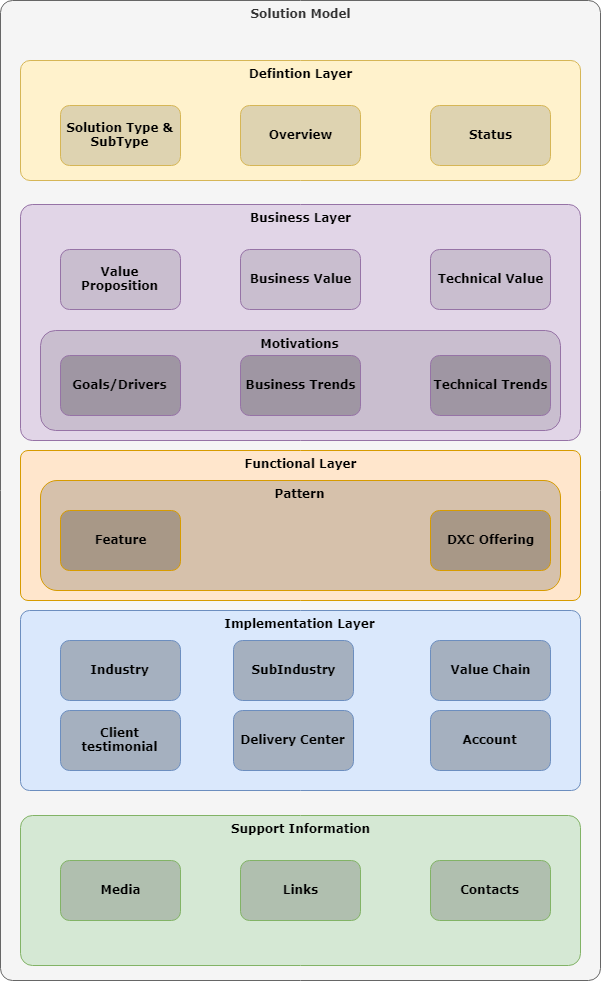 Solution Model
Defintion Layer
Solution Type &
SubType
Overview
Status
Business Layer
Value
Proposition
Business Value
Technical Value
Motivations
Goals/Drivers
Business Trends
Technical Trends
Functional Layer
Pattern
Feature
DXC Offering
Implementation Layer
Industry
SubIndustry
Value Chain
Client
testimonial
Delivery Center
Account
Support Information
Media
Links
Contacts